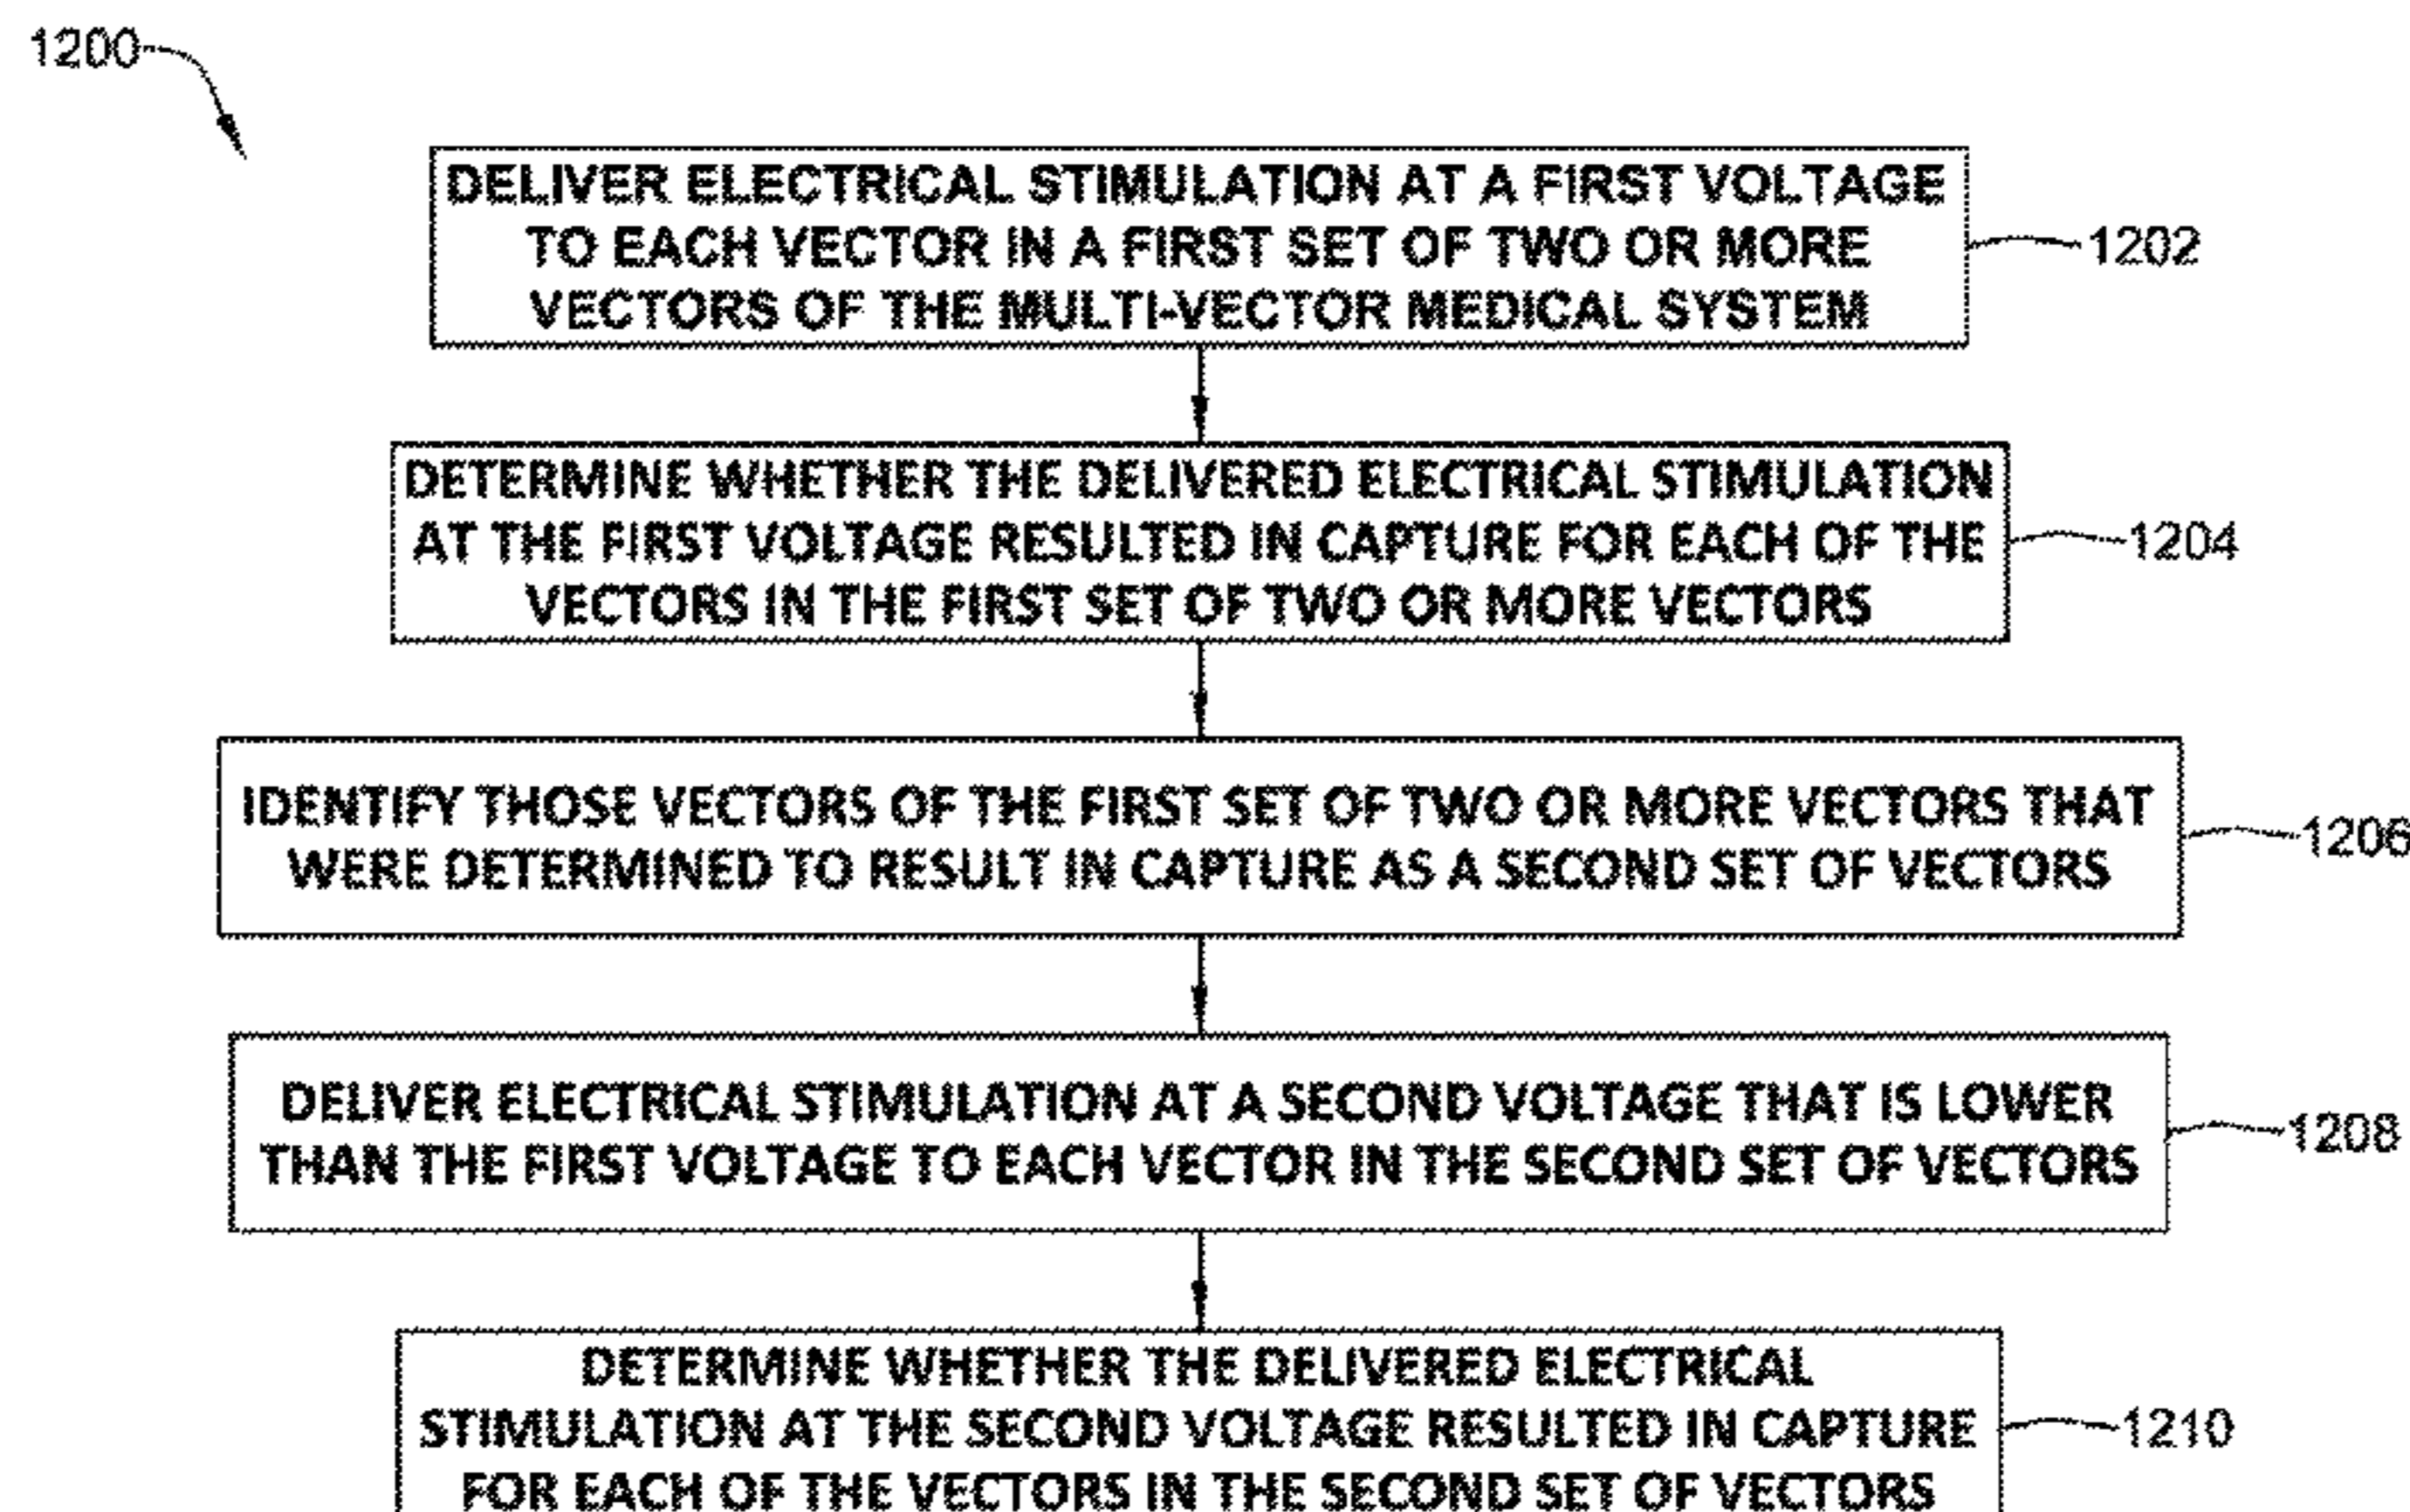 1200
DELIVER ELECTRICAL STIMULATION AT A FIRST VOLTAGE
TO EACH VECTOR IN A FIRST SET OF TWO OR MORE
VECTORS OF THE MULTI-VECTOR MEDICAL SYSTEM
1202
DETERMINE WHETHER THE DELIVERED ELECTRICAL STIMULATION
AT THE FIRST VOLTAGE RESULTED IN CAPTURE FOR EACH OF THE
VECTORS IN THE FIRST SET OF TWO OR MORE VECTORS
1204
IDENTIFY THOSE VECTORS OF THE FIRST SET OF TWO OR MORE VECTORS THAT
WERE DETERMINED TO RESULT IN CAPTURE AS A SECOND SET OF VECTORS
1206
DELIVER ELECTRICAL STIMULATION AT A SECOND VOLTAGE THAT IS LOWER
THAN THE FIRST VOLTAGE TO EACH VECTOR IN THE SECOND SET OF VECTORS
1208
DETERMINE WHETHER THE DELIVERED ELECTRICAL
STIMULATION AT THE SECOND VOLTAGE RESULTED IN CAPTURE
FOR EACH OF THE VECTORS IN THE SECOND SET OF VECTORS
1210